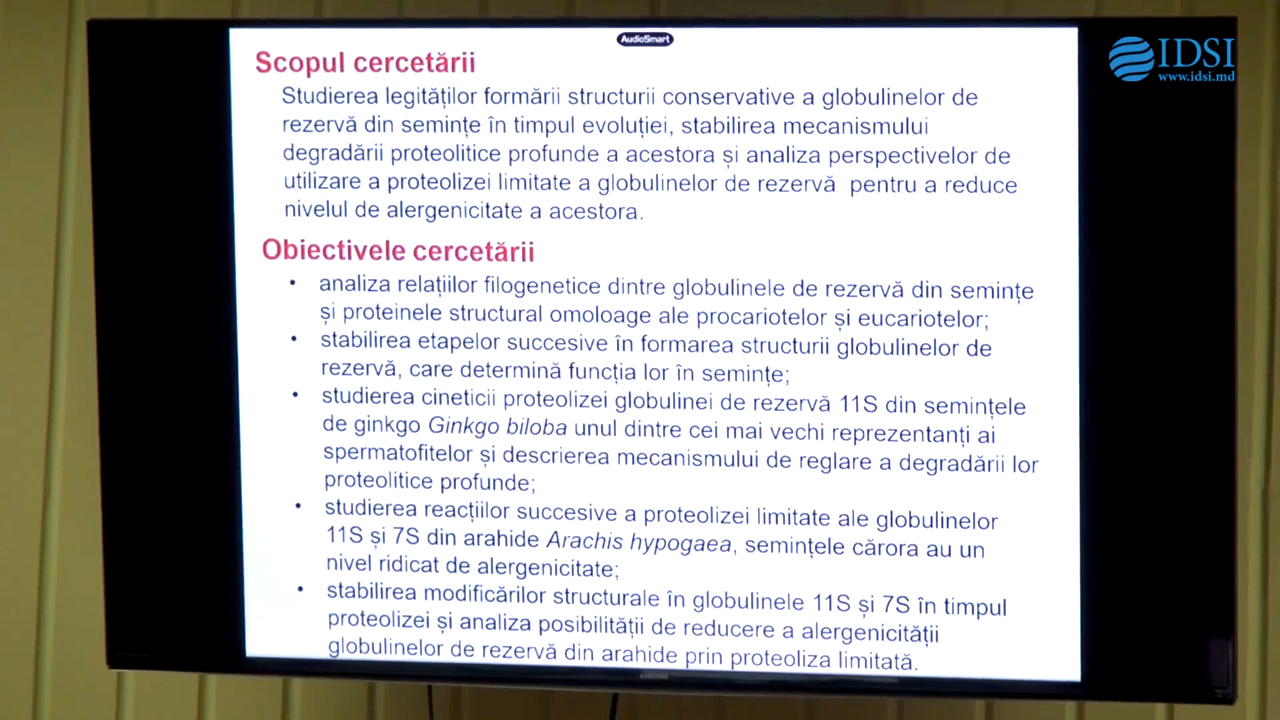 AudioSmart
IDSI
www.idsi.md
Scopul cercetării
Studierea legităților formării structurii conservative a globulinelor de
rezervă din semințe în timpul evoluției, stabilirea mecanismului
degradării proteolitice profunde a acestora și analiza perspectivelor de
utilizare a proteolizei limitate a globulinelor de rezervă pentru a reduce
nivelul de alergenicitate a acestora.
Obiectivele cercetării
• analiza relațiilor filogenetice dintre globulinele de rezervă din semințe
și proteinele structural omoloage ale procariotelor și eucariotelor;
• stabilirea etapelor succesive în formarea structurii globulinelor de
rezervă, care determină funcția lor în semințe;
• studierea cineticii proteolizei globulinei de rezervă 11S din semințele
de ginkgo Ginkgo biloba unul dintre cei mai vechi reprezentanți ai
spermatofitelor și descrierea mecanismului de reglare a degradării lor
proteolitice profunde;
• studierea reacțiilor succesive a proteolizei limitate ale globulinelor
11S și 7S din arahide Arachis hypogaea, semințele cărora au un
nivel ridicat de alergenicitate;
• stabilirea modificărilor structurale în globulinele 11S și 7S în timpul
proteolizei și analiza posibilității de reducere a alergenicității
globulinelor de rezervă din arahide prin proteoliza limitată.
SAMSUNG